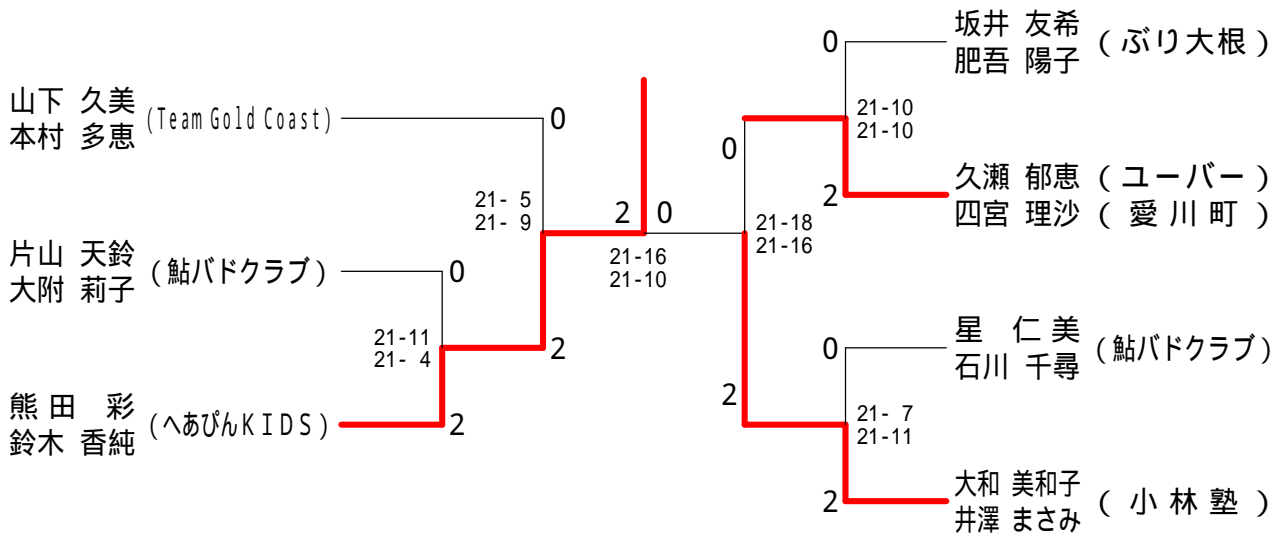 山下 久美
本村 多恵
(Team Gold Coast)
0
21- 5
21- 9
片山 天鈴
大附 莉子
(鮎バドクラブ)
0
21-11
21- 4
2
熊田 彩
鈴木 香純
(へあぴんKIDS)
2
2
0
21-16
21-10
坂井 友希
肥吾 陽子
(ぶり大根)
0
21-10
21-10
0
久瀬 郁恵 (ユーバー)
四宮 理沙 (愛川町)
2
21-18
21-16
星 仁美
石川 千尋
(鮎バドクラブ)
0
2
21- 7
21-11
大和 美和子
井澤 まさみ
(小林塾)
2